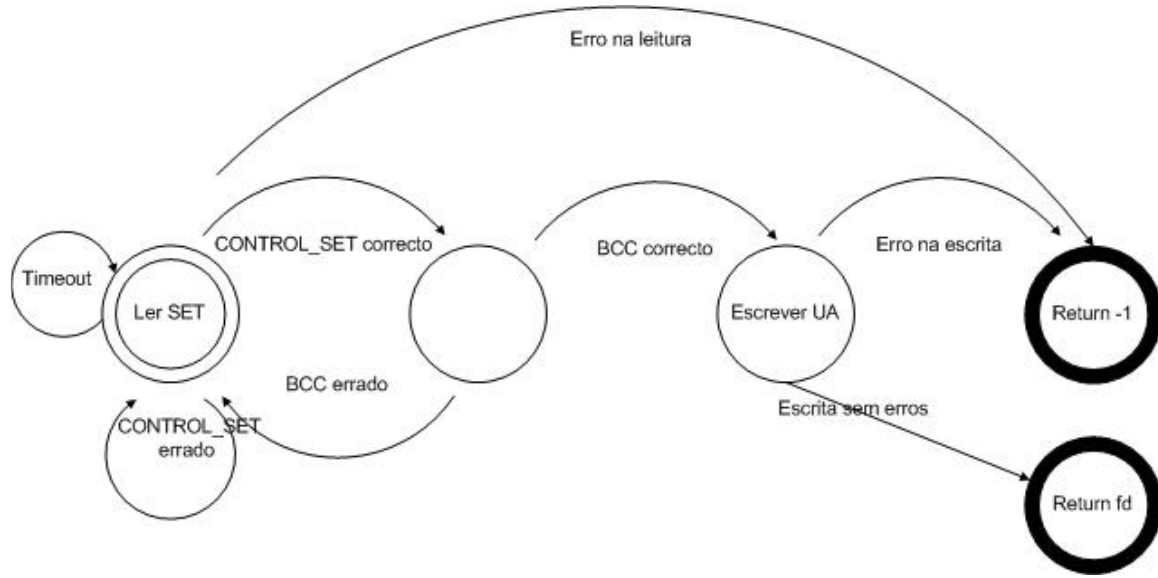 Erro na leitura
CONTROL_SET correcto
BCC correcto
Erro na escrita
Timeout
Ler SET
Escrever UA
Return -1
BCC errado
Escrita sem erros
CONTROL_SET
errado
Return fd